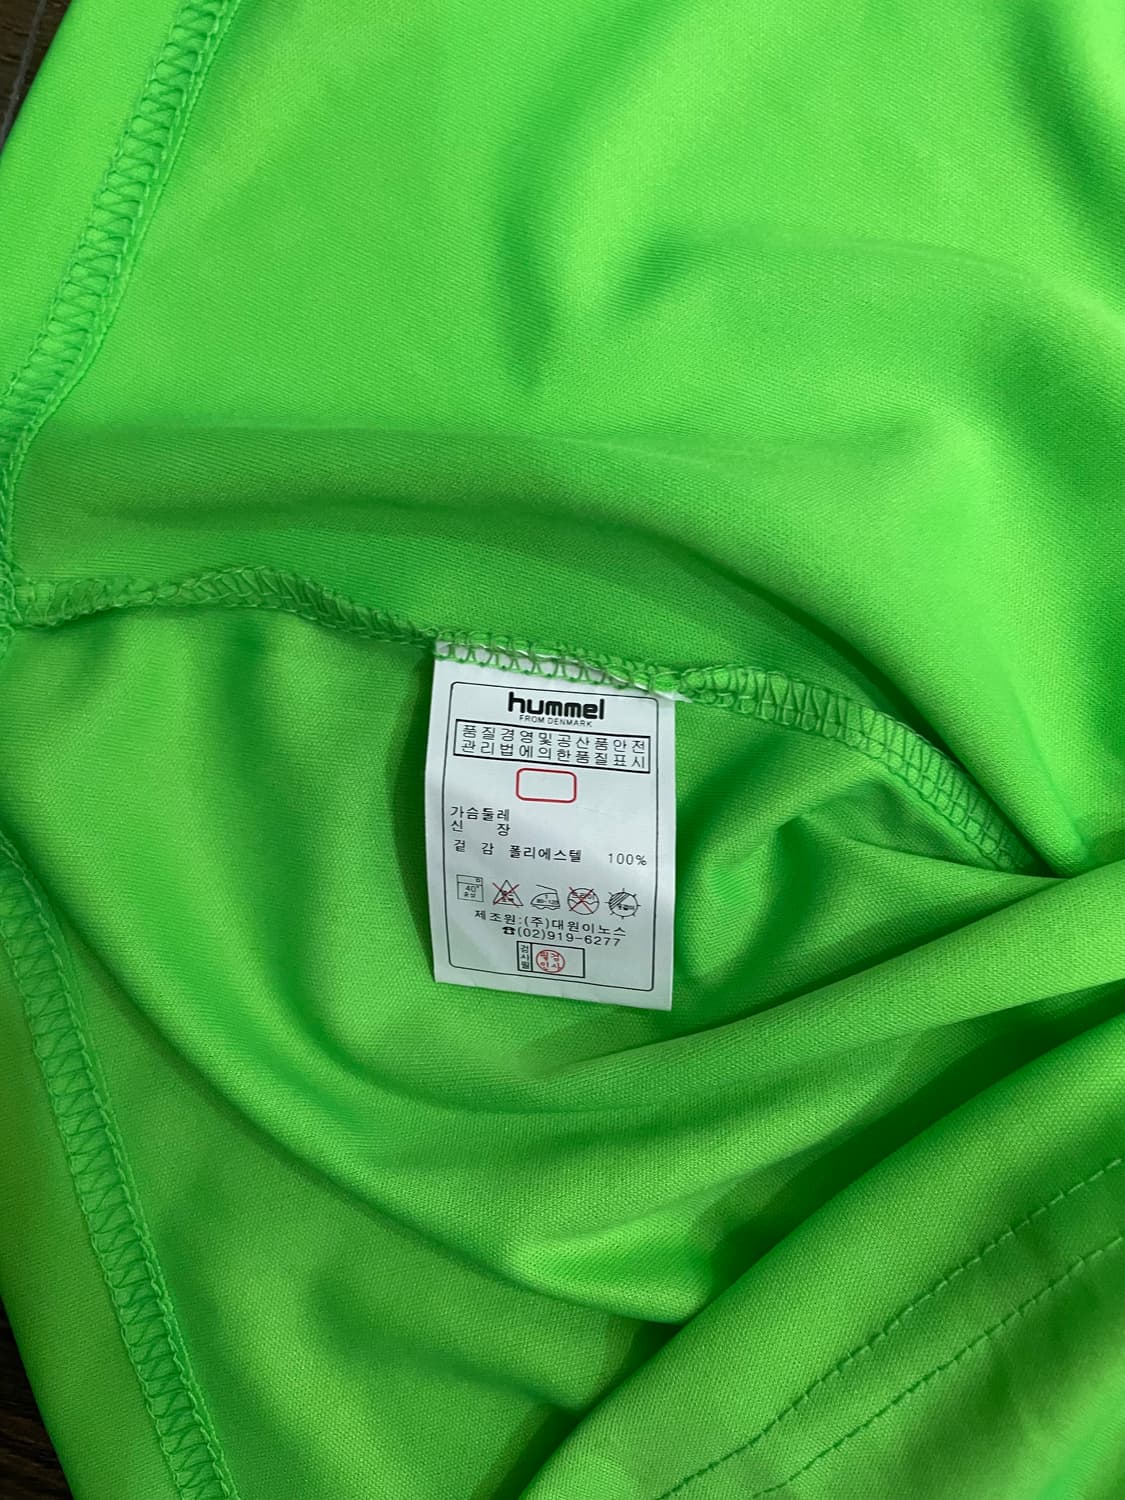 hummel
FROM DENMARK
품질경영및공산품안전
관리법에의한품질표시
가슴둘레
신 장
겉 감 폴리에스텔 100%
40°
제조원:(주)대원이노스
☎(02)919-6277
검사필